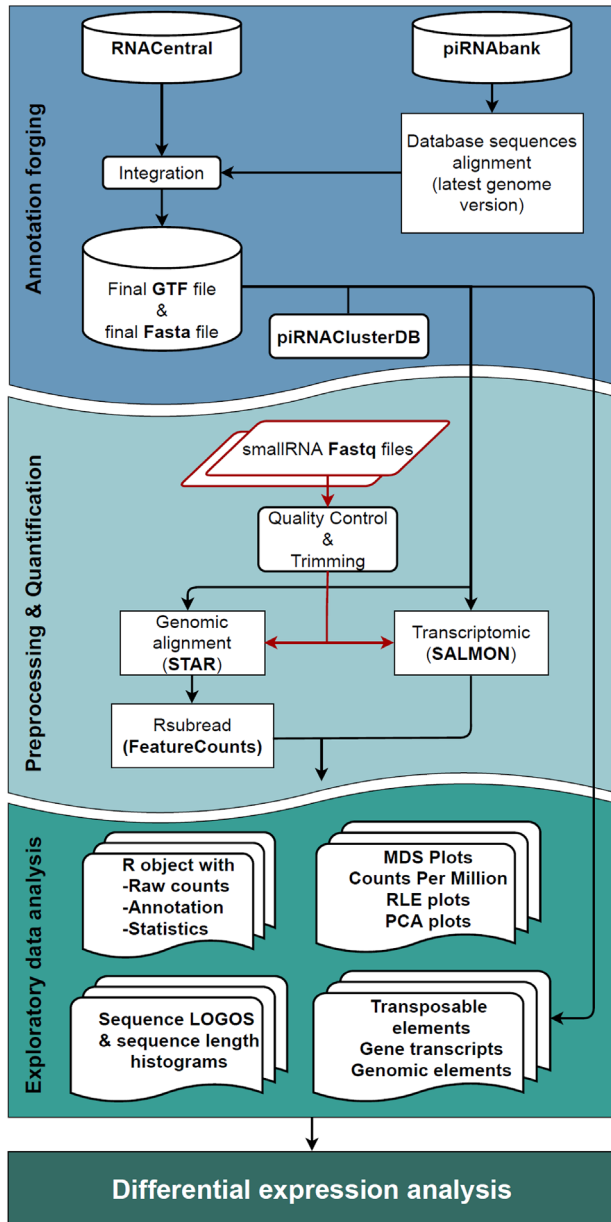 Annotation forging
RNACentral
piRNAbank
Database sequences
alignment
(latest genome
version)
Integration
Final GTF file
&
final Fasta file
piRNAClusterDB
Preprocessing & Quantification
smallRNA Fastq files
Quality Control
&
Trimming
Genomic
alignment
(STAR)
Transcriptomic
(SALMON)
Rsubread
(FeatureCounts)
Exploratory data analysis
R object with
-Raw counts
-Annotation
-Statistics
MDS Plots
Counts Per Million
RLE plots
PCA plots
Sequence LOGOS
& sequence length
histograms
Transposable
elements
Gene transcripts
Genomic elements
Differential expression analysis